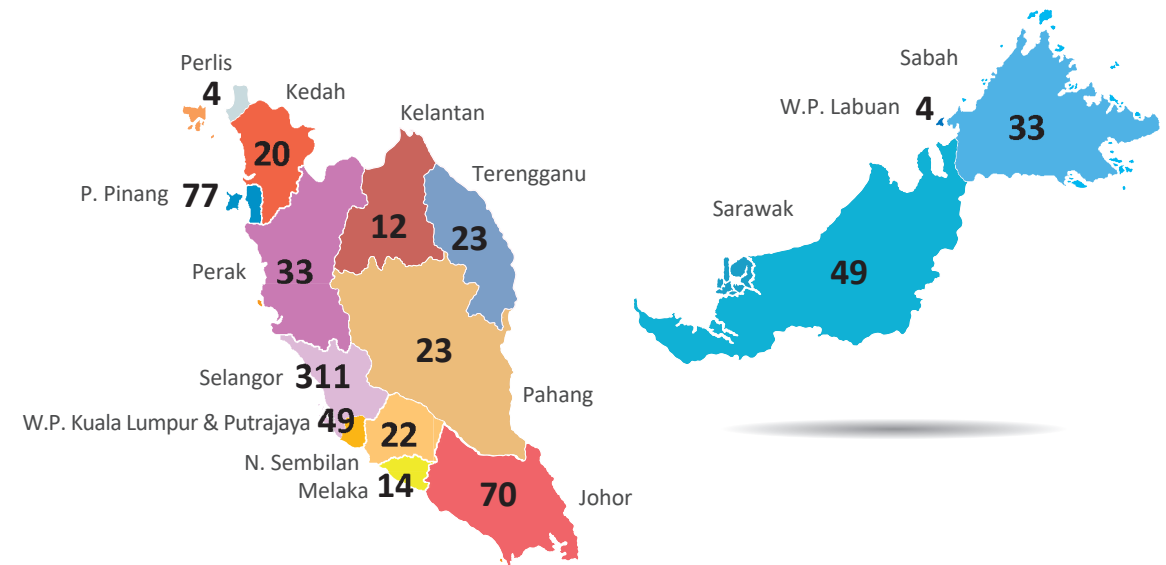 Perlis
4
Kedah
20
Kelantan
12
Terengganu
23
P. Pinang 77
Perak
33
23
Pahang
Selangor 311
W.P. Kuala Lumpur & Putrajaya 49
22
N. Sembilan
Melaka 14
70
Johor
Sabah
W.P. Labuan 4
33
Sarawak
49